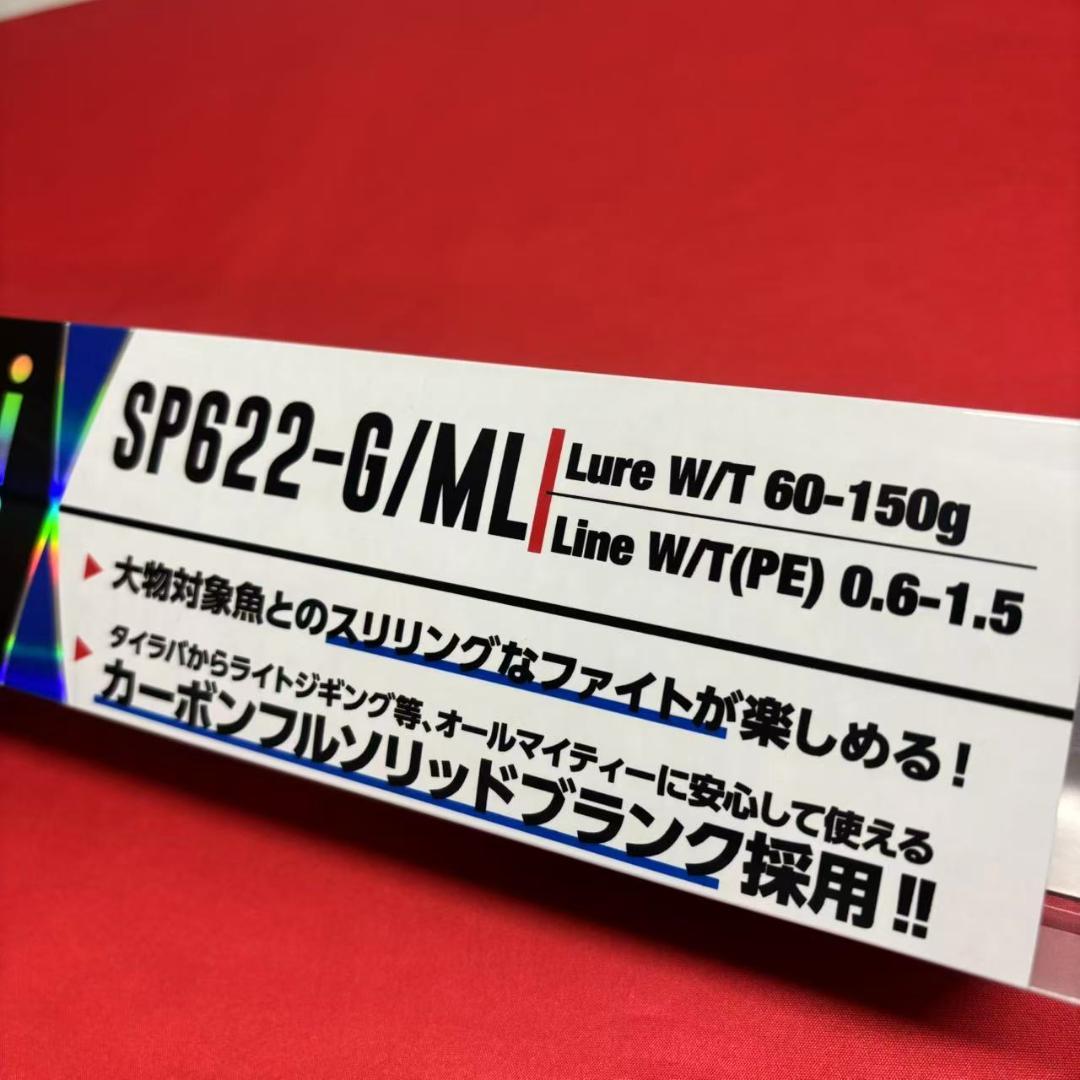 SP622-G/ML
Lure W/T 60-150g
Line W/T(PE) 0.6-1.5
大物対象魚とのスリリングなファイトが楽しめる!
タイラバからライトジギング等、オールマイティーに安心して使える
カーボンフルソリッドブランク採用!!